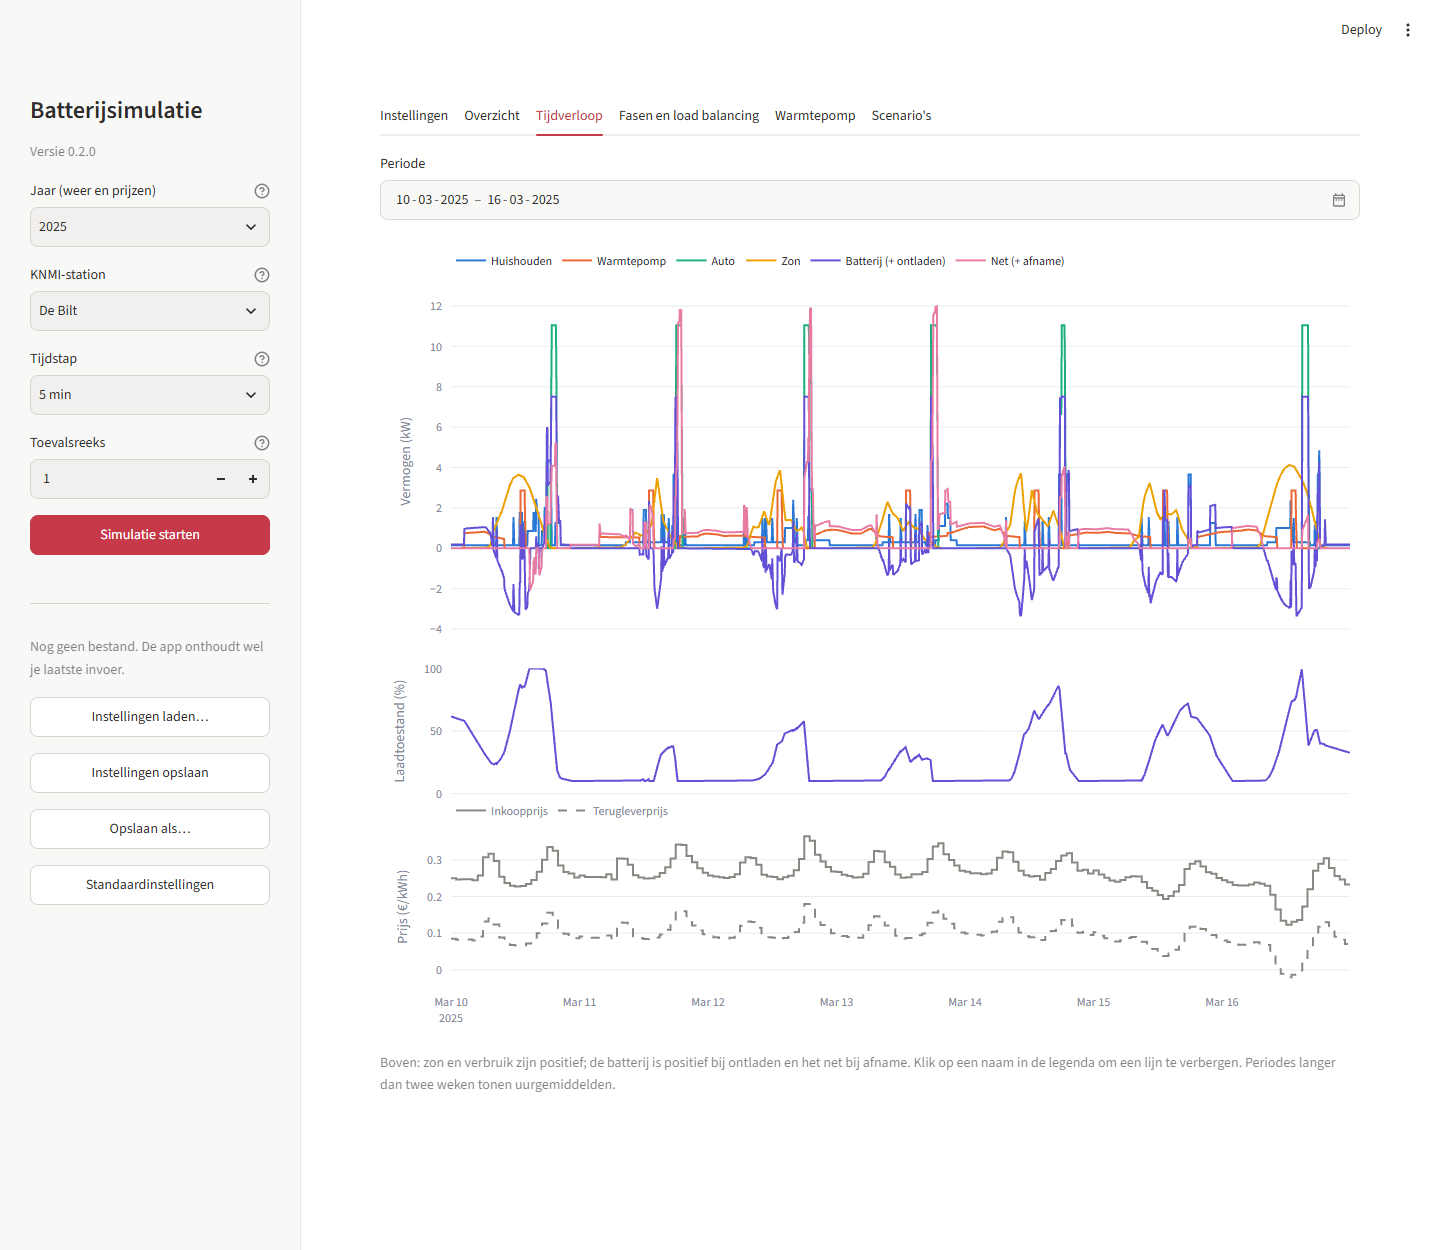 Deploy
Batterijsimulatie
Versie 0.2.0
Jaar (weer en prijzen)
2025
KNMI-station
De Bilt
Tijdstap
5 min
Toevalsreeks
1
Simulatie starten
Nog geen bestand. De app onthoudt wel
je laatste invoer.
Instellingen laden…
Instellingen opslaan
Opslaan als…
Standaardinstellingen
Instellingen Overzicht Tijdverloop Fasen en load balancing Warmtepomp Scenario's
Periode
10-03-2025 – 16-03-2025
Huishouden Warmtepomp Auto Zon Batterij (+ ontladen) Net (+ afname)
Vermogen (kW)
12
10
8
6
4
2
0
−2
−4
Laadtoestand (%)
100
50
0
Inkoopprijs Terugleverprijs
Prijs (€/kWh)
0.3
0.2
0.1
0
Mar 10 Mar 11 Mar 12 Mar 13 Mar 14 Mar 15 Mar 16
2025
Boven: zon en verbruik zijn positief; de batterij is positief bij ontladen en het net bij afname. Klik op een naam in de legenda om een lijn te verbergen. Periodes langer
dan twee weken tonen uurgemiddelden.